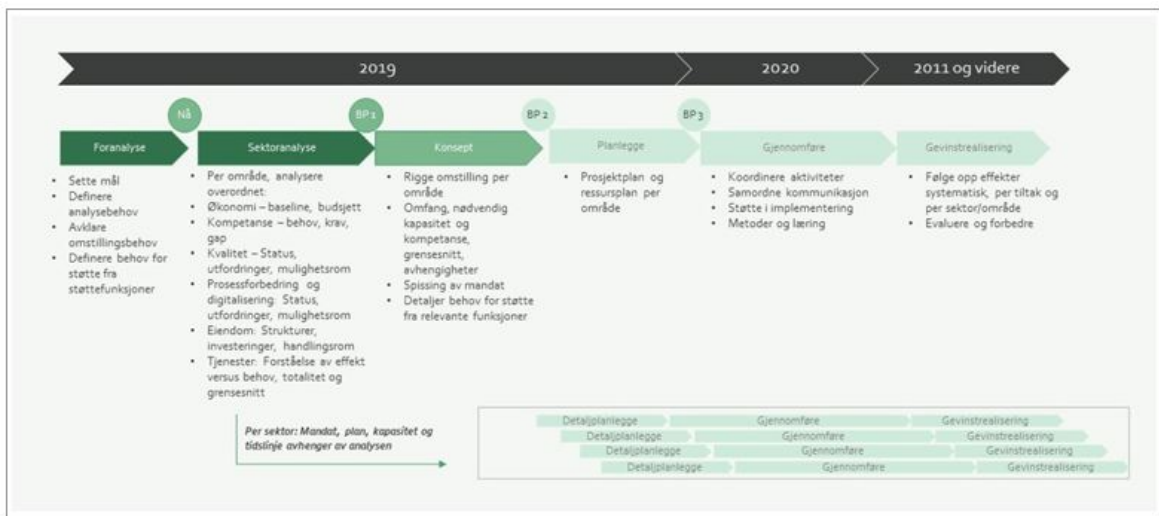 2019
2020
2011 og videre
Nå
BP 1
BP 2
BP 3
Foranalyse
Sektoranalyse
Konsept
Planlegge
Gjennomføre
Gevinstrealisering
• Sette mål
• Definere
analysebehov
• Avklare
omstillingsbehov
• Definere behov for
støtte fra
støttefunksjoner
• Per område, analysere
overordnet:
• Økonomi – baseline, budsjett
• Kompetanse – behov, krav,
gap
• Kvalitet – Status,
utfordringer, mulighetsrom
• Prosessforbedring og
digitalisering: Status,
utfordringer, mulighetsrom
• Eiendom: Strukturer,
investeringer, handlingsrom
• Tjenester: Forståelse av effekt
versus behov, totalitet og
grensesnitt
• Rigge omstilling per
område
• Omfang, nødvendig
kapasitet og
kompetanse,
grensesnitt,
avhengigheter
• Spissing av mandat
• Detaljer behov for støtte
fra relevante funksjoner
• Prosjektplan og
ressursplan per
område
• Koordinere aktiviteter
• Samordne kommunikasjon
• Støtte i implementering
• Metoder og læring
• Følge opp effekter
systematisk, per tiltak og
per sektor/område
• Evaluere og forbedre
Per sektor: Mandat, plan, kapasitet og
tidslinje avhenger av analysen
Detaljplanlegge Gjennomføre Gevinstrealisering
Detaljplanlegge Gjennomføre Gevinstrealisering
Detaljplanlegge Gjennomføre Gevinstrealisering
Detaljplanlegge Gjennomføre Gevinstrealisering